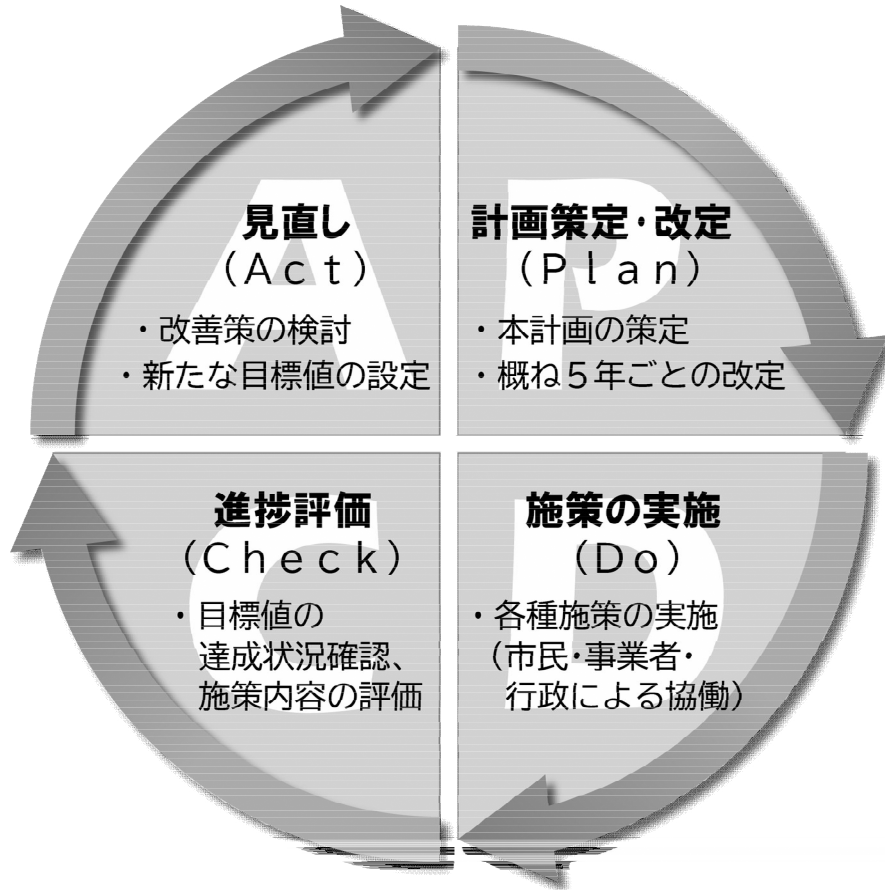 見直し
（Ａｃｔ）
・改善策の検討
・新たな目標値の設定
計画策定・改定
（Ｐｌａｎ）
・本計画の策定
・概ね５年ごとの改定
進捗評価
（Ｃｈｅｃｋ）
・目標値の
達成状況確認、
施策内容の評価
施策の実施
（Ｄｏ）
・各種施策の実施
（市民・事業者・
行政による協働）
A
P
C
D